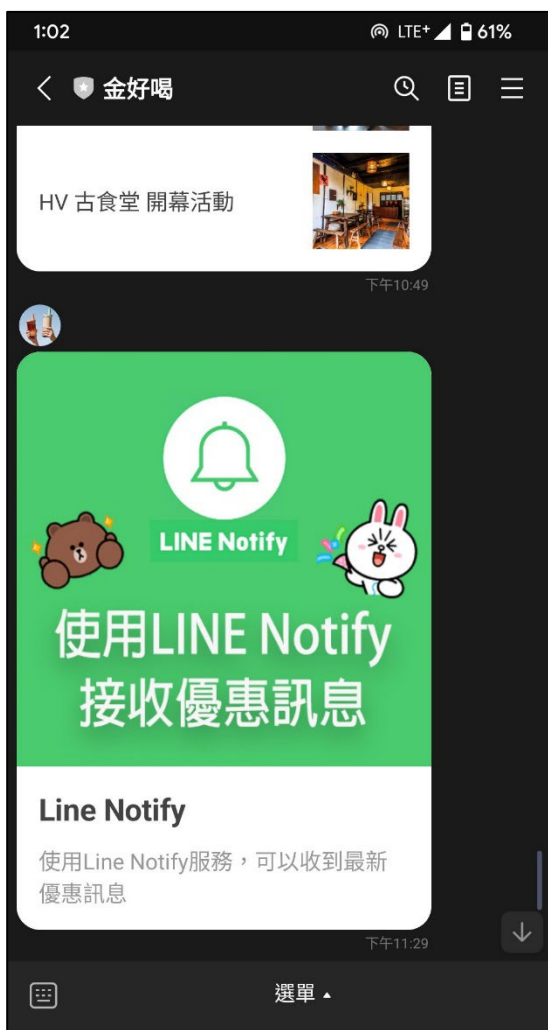 1:02 LTE+ 61%
金好喝
HV 古食堂 開幕活動
下午10:49
LINE Notify
使用LINE Notify
接收優惠訊息
Line Notify
使用Line Notify服務，可以收到最新
優惠訊息
下午11:29
選單